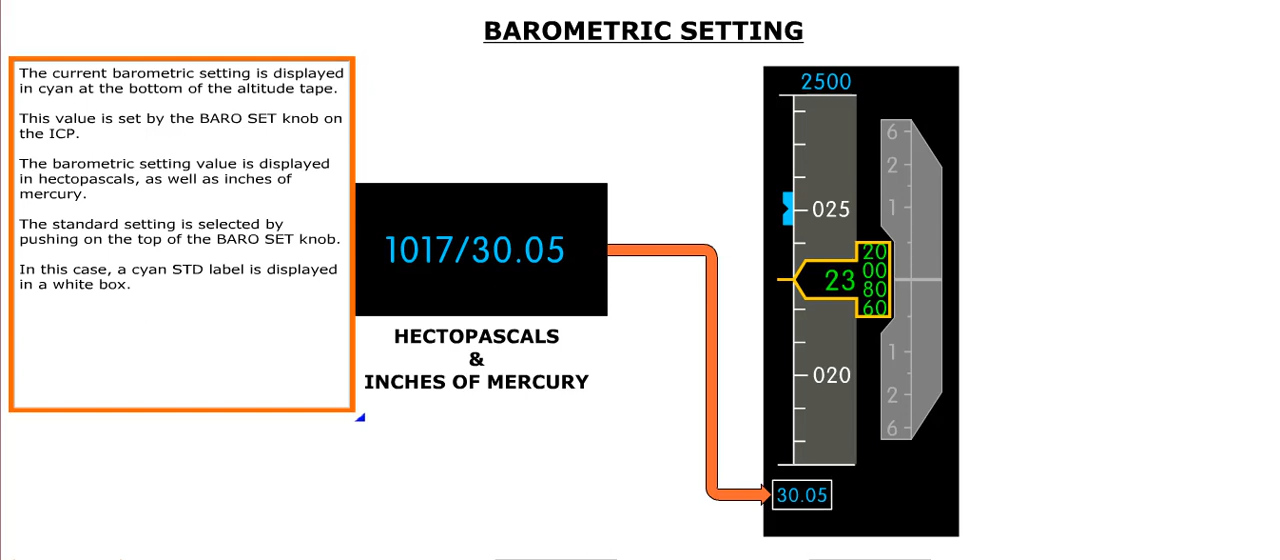 BAROMETRIC SETTING
The current barometric setting is displayed
in cyan at the bottom of the altitude tape.
This value is set by the BARO SET knob on
the ICP.
The barometric setting value is displayed
in hectopascals, as well as inches of
mercury.
The standard setting is selected by
pushing on the top of the BARO SET knob.
In this case, a cyan STD label is displayed
in a white box.
1017/30.05
HECTOPASCALS
&
INCHES OF MERCURY
2500
6
2
1
025
20
00
23
80
60
1
020
2
6
30.05